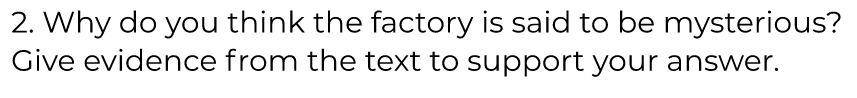 2. Why do you think the factory is said to be mysterious?
Give evidence from the text to support your answer.